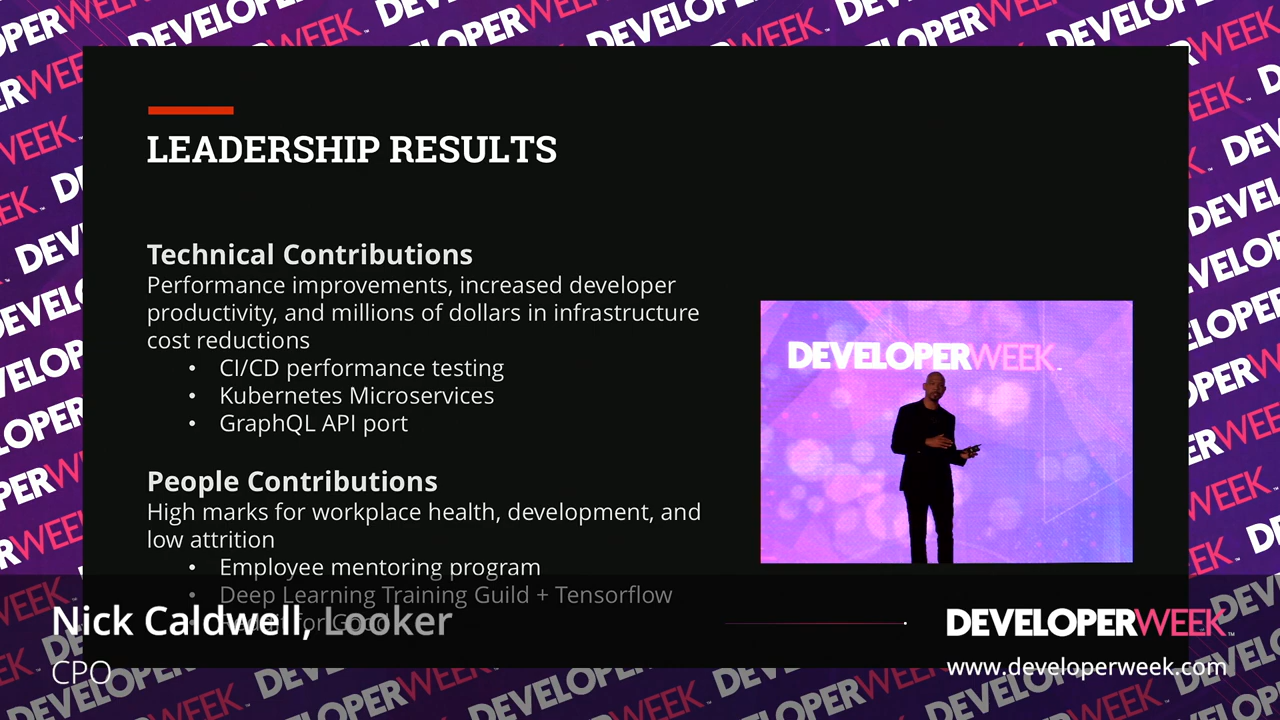 LEADERSHIP RESULTS
Technical Contributions
Performance improvements, increased developer
productivity, and millions of dollars in infrastructure
cost reductions
• CI/CD performance testing
• Kubernetes Microservices
• GraphQL API port
DEVELOPERWEEK
People Contributions
High marks for workplace health, development, and
low attrition
• Employee mentoring program
• Deep Learning Training Guild + Tensorflow
Nick Caldwell, Looker
CPO
DEVELOPERWEEK™
www.developerweek.com